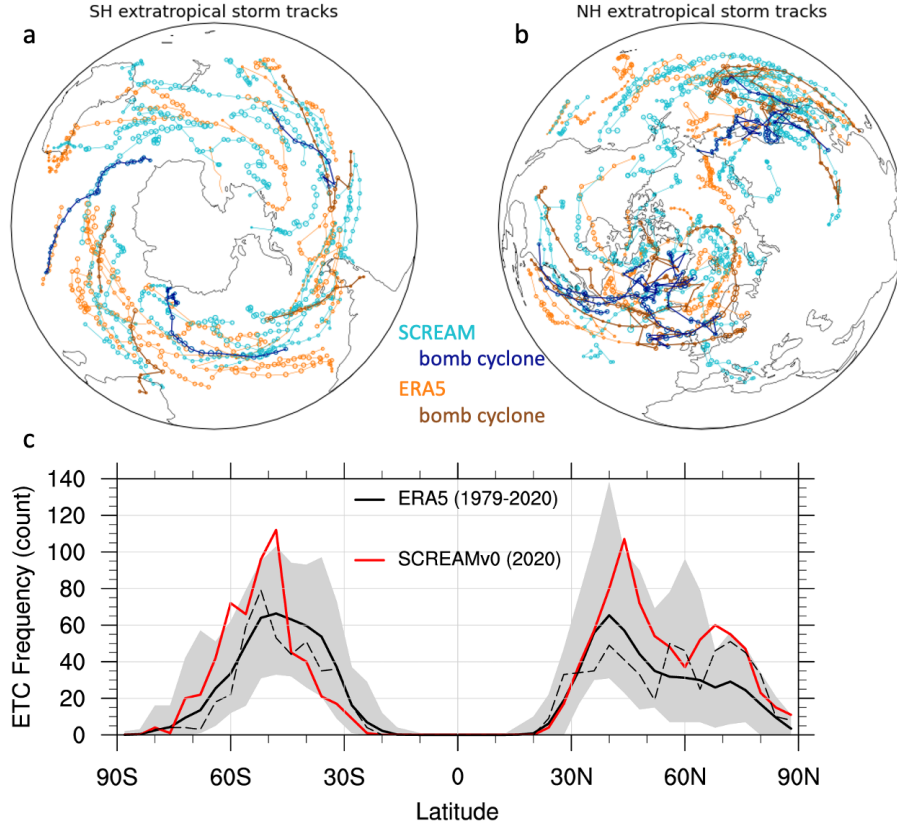 SH extratropical storm tracks
NH extratropical storm tracks
a
b
SCREAM
bomb cyclone
ERA5
bomb cyclone
c
ETC Frequency (count)
140
120
100
80
60
40
20
0
ERA5 (1979-2020)
SCREAMv0 (2020)
90S
60S
30S
0
30N
60N
90N
Latitude